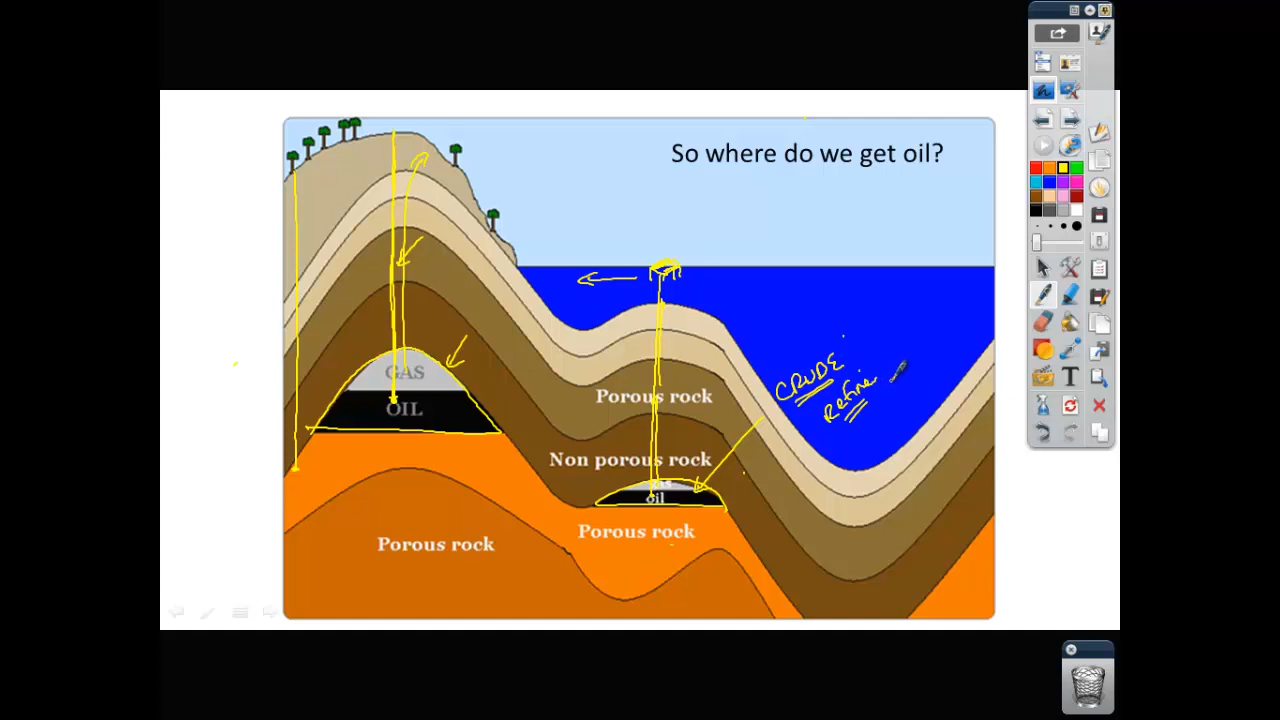 So where do we get oil?
GAS
OIL
Porous rock
CRUDE
Refine
Non porous rock
oil
Porous rock
Porous rock